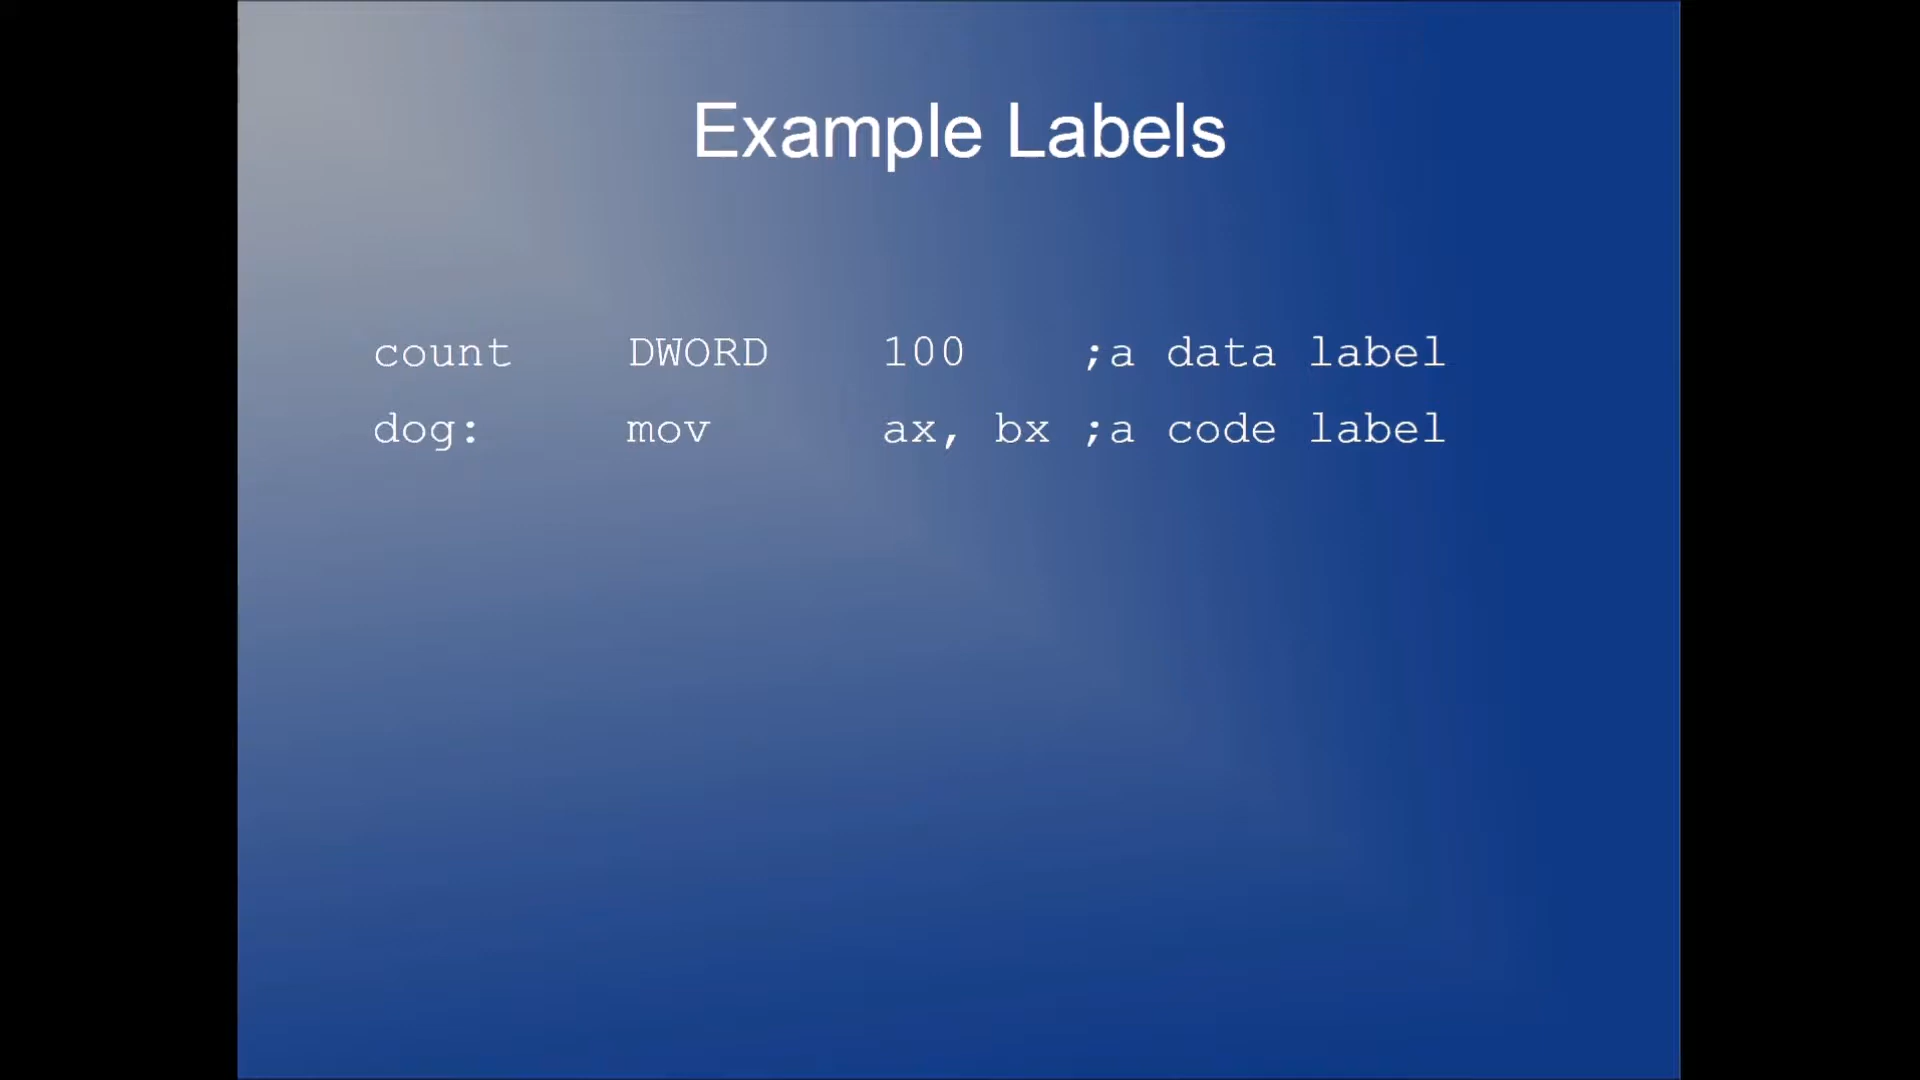 Example Labels
count DWORD 100 ;a data label
dog: mov ax, bx ;a code label